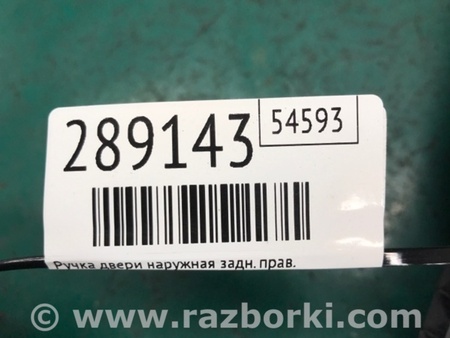 289143
54593
Ручка двери наружная задн. прав.
© www.razborki.com